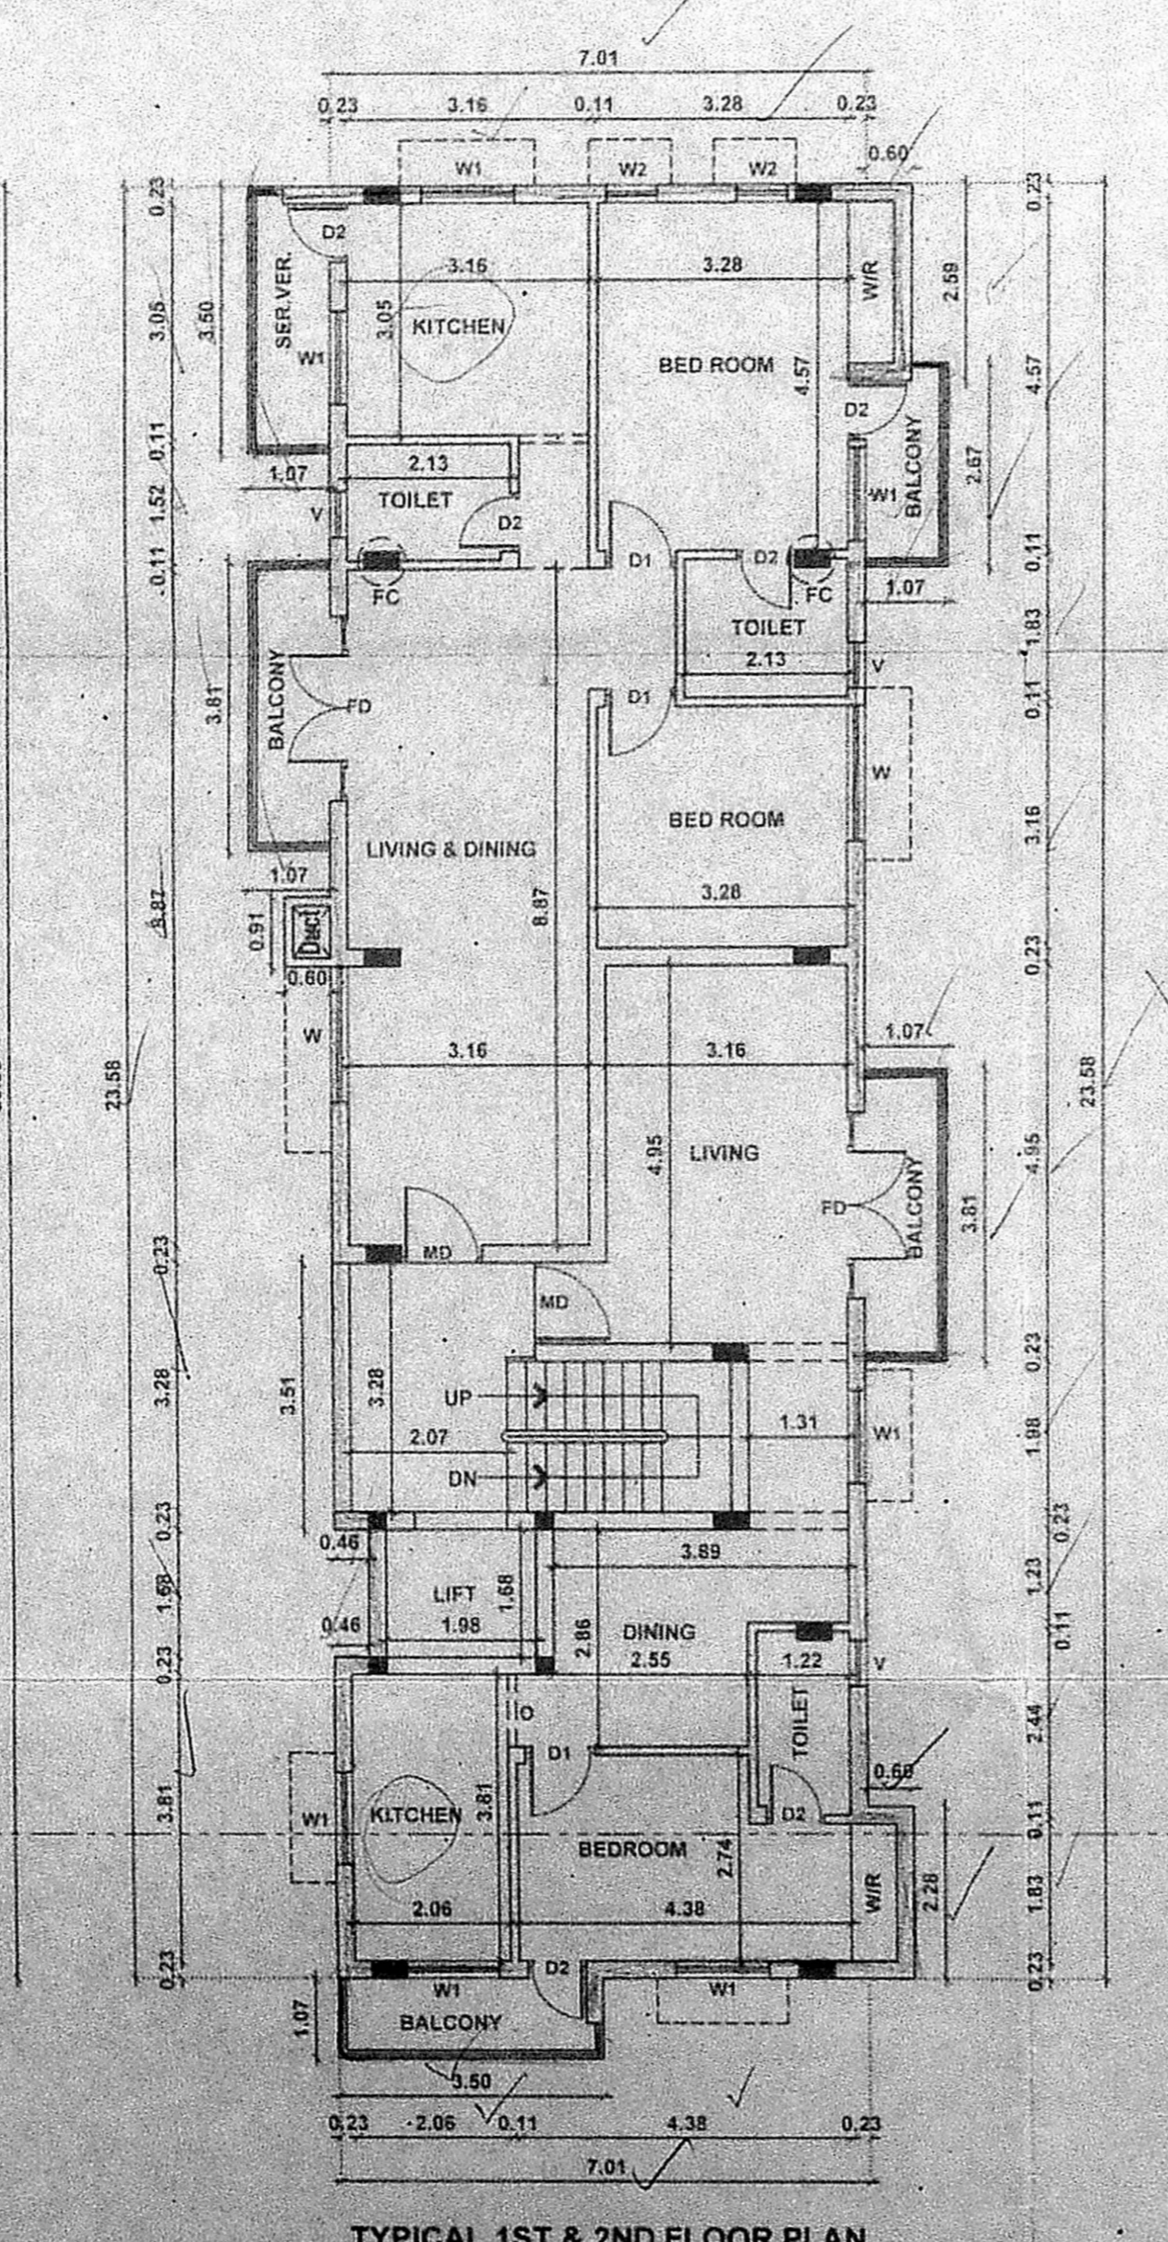 7.01
0.23 3.16 0.11 3.28 0.23
0.60
W1 W2 W2
0.23 0.23
D2
3.16 3.28
SER.VER. W/R 2.59
3.05 3.50 3.05 KITCHEN
W1 BED ROOM 4.57 4.57
D2
0.11 2.13
1.07 TOILET W1 BALCONY 2.67
1.52 V D2
0.11 D1 D2 0.11
FC FC 1.07
TOILET 1.83
2.13 V
BALCONY 3.81 FD D1 0.11
W
BED ROOM 3.16
LIVING & DINING
1.07 3.28
8.87 0.91 Duct 8.87
0.60 0.23
W 1.07
3.16 3.16
23.58 23.58
4.95 LIVING 4.95
FD BALCONY 3.81
0.23 MD
MD
0.23
3.28 3.51 3.28 UP
2.07 1.31 W1 1.98
DN
0.23 0.23
0.46 3.89
1.68 LIFT 1.68 1.23
0.46 1.98 2.86 DINING 0.11
0.23 2.55 1.22 V
O TOILET 2.44
D1 0.60
3.81 W1 KITCHEN 3.81 D2 0.11
BEDROOM 2.74
2.06 4.38 W/R 2.28 1.83
0.23 D2 0.23
W1 W1
1.07 BALCONY
3.50
0.23 2.06 0.11 4.38 0.23
7.01
TYPICAL 1ST & 2ND FLOOR PLAN